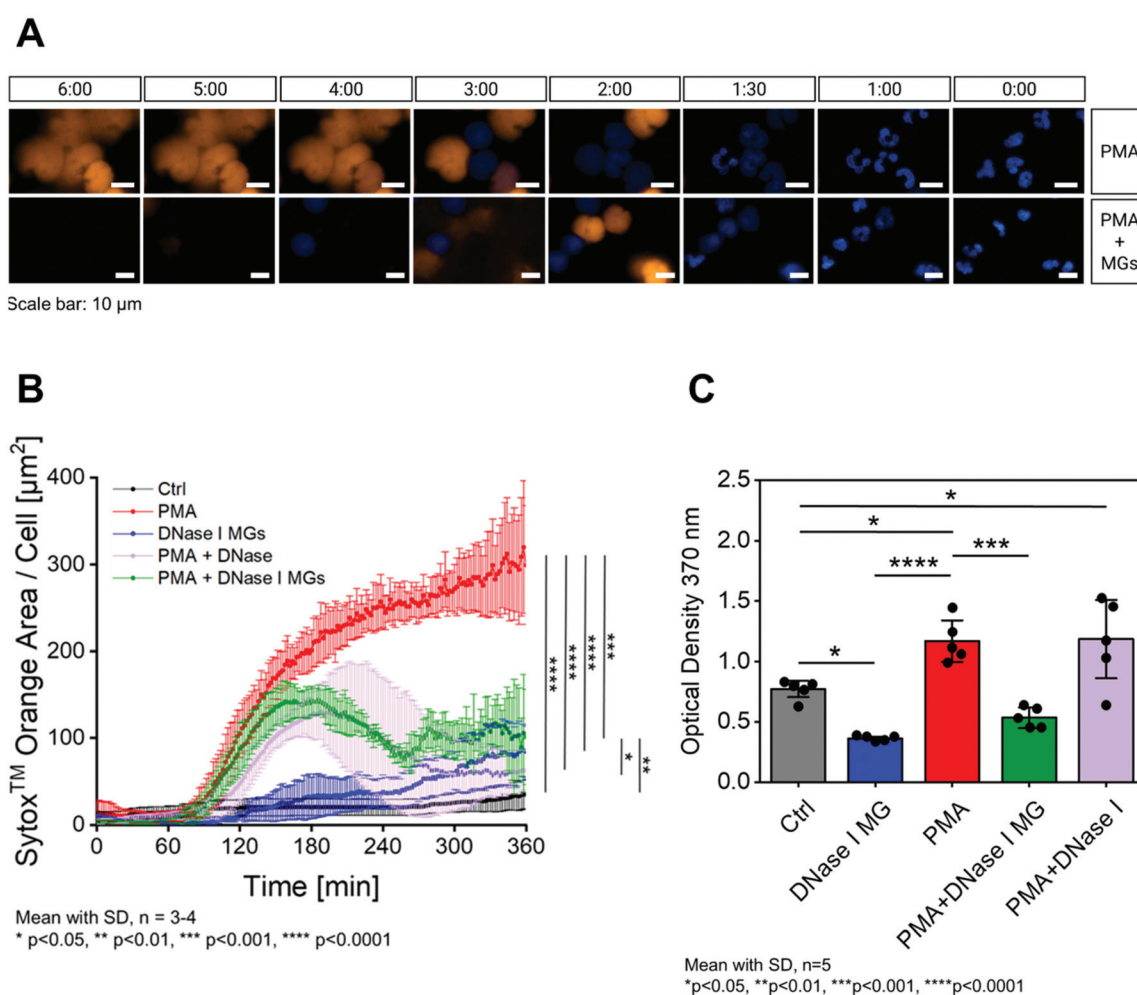 A
6:00 5:00 4:00 3:00 2:00 1:30 1:00 0:00
PMA
PMA
+
MGs
Scale bar: 10 µm
B
Sytox™ Orange Area / Cell [µm²]
400
300
200
100
0
Ctrl
PMA
DNase I MGs
PMA + DNase
PMA + DNase I MGs
****
****
****
***
*
**
0 60 120 180 240 300 360
Time [min]
Mean with SD, n = 3-4
* p<0.05, ** p<0.01, *** p<0.001, **** p<0.0001
C
Optical Density 370 nm
2.5
2.0
1.5
1.0
0.5
0.0
*
*
***
****
*
Ctrl
DNase I MG
PMA
PMA+DNase I MG
PMA+DNase I
Mean with SD, n=5
*p<0.05, **p<0.01, ***p<0.001, ****p<0.0001